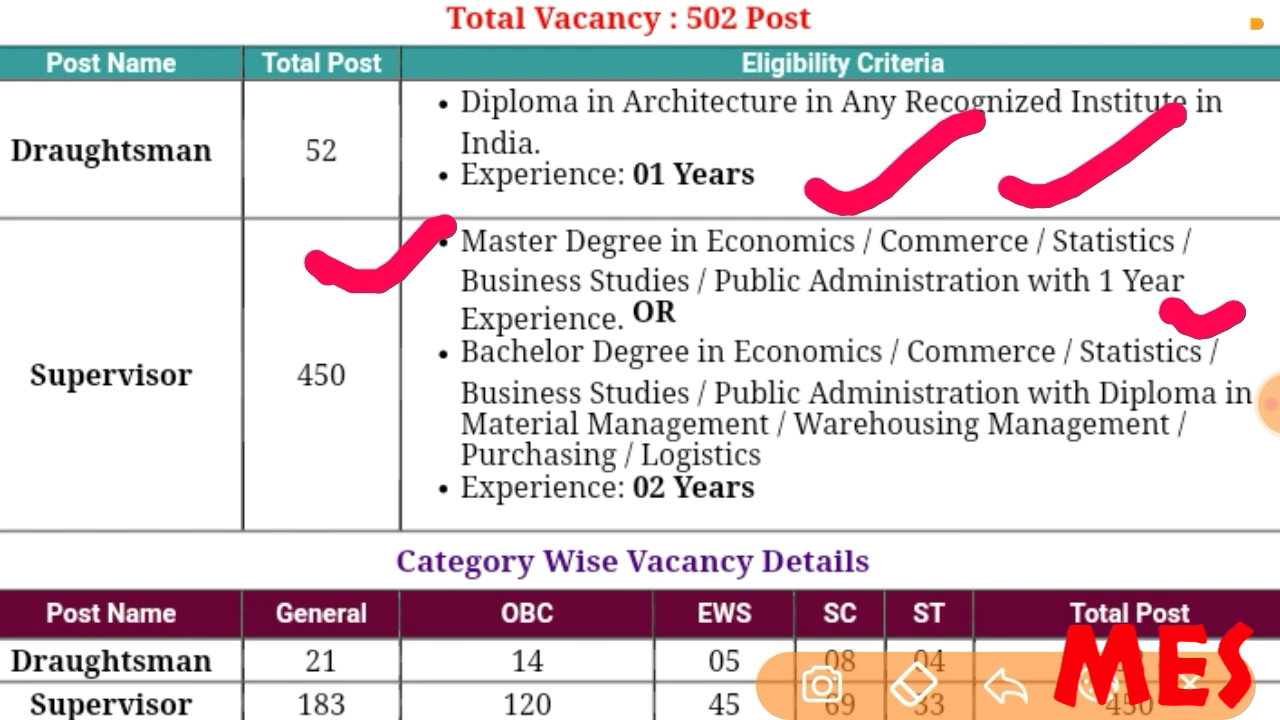 Total Vacancy : 502 Post
Post Name Total Post Eligibility Criteria
Draughtsman 52
• Diploma in Architecture in Any Recognized Institute in
India.
• Experience: 01 Years
Supervisor 450
• Master Degree in Economics / Commerce / Statistics /
Business Studies / Public Administration with 1 Year
Experience. OR
• Bachelor Degree in Economics / Commerce / Statistics /
Business Studies / Public Administration with Diploma in
Material Management / Warehousing Management /
Purchasing / Logistics
• Experience: 02 Years
Category Wise Vacancy Details
Post Name General OBC EWS SC ST Total Post
Draughtsman 21 14 05 08 04
Supervisor 183 120 45 69 33 450
MES